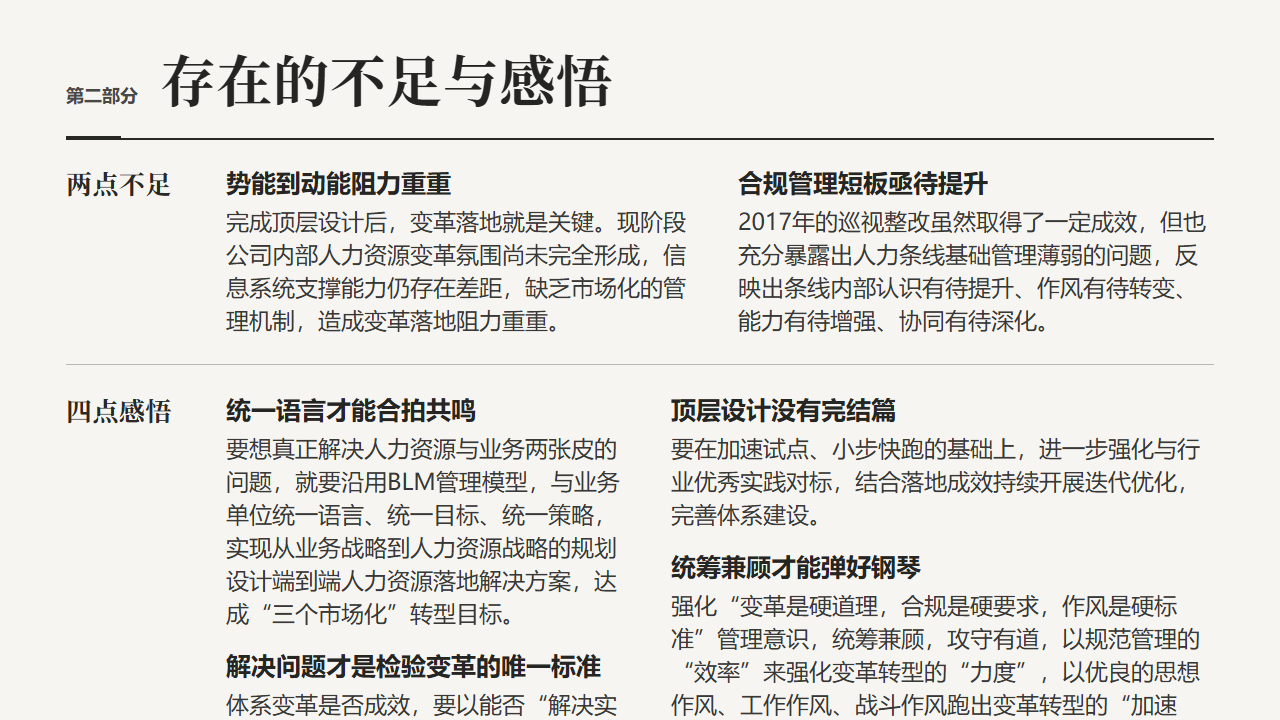 第二部分 存在的不足与感悟
两点不足
势能到动能阻力重重
完成顶层设计后，变革落地就是关键。现阶段
公司内部人力资源变革氛围尚未完全形成，信
息系统支撑能力仍存在差距，缺乏市场化的管
理机制，造成变革落地阻力重重。
合规管理短板亟待提升
2017年的巡视整改虽然取得了一定成效，但也
充分暴露出人力条线基础管理薄弱的问题，反
映出条线内部认识有待提升、作风有待转变、
能力有待增强、协同有待深化。
四点感悟
统一语言才能合拍共鸣
要想真正解决人力资源与业务两张皮的
问题，就要沿用BLM管理模型，与业务
单位统一语言、统一目标、统一策略，
实现从业务战略到人力资源战略的规划
设计端到端人力资源落地解决方案，达
成“三个市场化”转型目标。
解决问题才是检验变革的唯一标准
体系变革是否成效，要以能否“解决实
顶层设计没有完结篇
要在加速试点、小步快跑的基础上，进一步强化与行
业优秀实践对标，结合落地成效持续开展迭代优化，
完善体系建设。
统筹兼顾才能弹好钢琴
强化“变革是硬道理，合规是硬要求，作风是硬标
准”管理意识，统筹兼顾，攻守有道，以规范管理的
“效率”来强化变革转型的“力度”，以优良的思想
作风、工作作风、战斗作风跑出变革转型的“加速